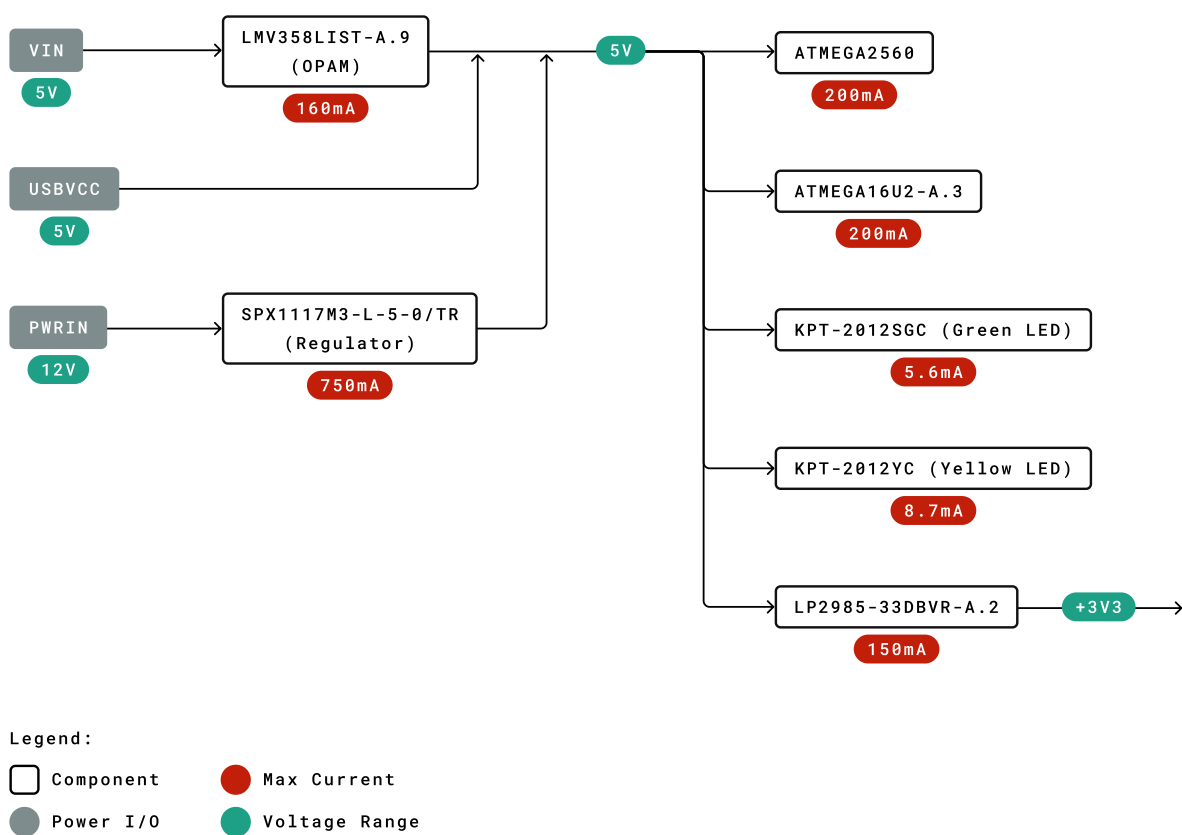 VIN
5V
LMV358LIST-A.9
(OPAM)
160mA
5V
ATMEGA2560
200mA
USBVCC
5V
ATMEGA16U2-A.3
200mA
PWRIN
12V
SPX1117M3-L-5-0/TR
(Regulator)
750mA
KPT-2012SGC (Green LED)
5.6mA
KPT-2012YC (Yellow LED)
8.7mA
LP2985-33DBVR-A.2
150mA
+3V3
Legend:
Component
Max Current
Power I/O
Voltage Range